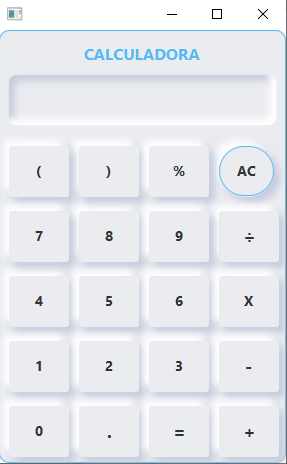 CALCULADORA
( ) % AC
7 8 9 ÷
4 5 6 X
1 2 3 -
0 . = +